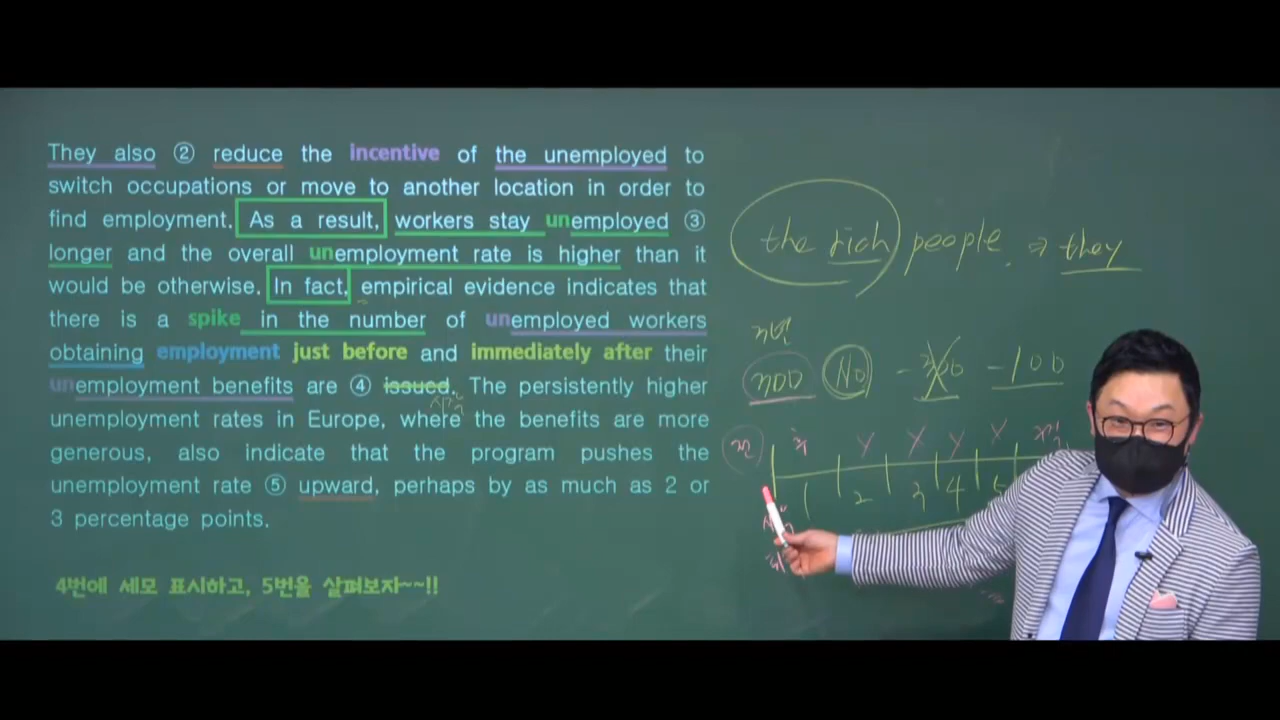 They also ② reduce the incentive of the unemployed to
switch occupations or move to another location in order to
find employment. As a result, workers stay unemployed ③
longer and the overall unemployment rate is higher than it
would be otherwise. In fact, empirical evidence indicates that
there is a spike in the number of unemployed workers
obtaining employment just before and immediately after their
unemployment benefits are ④ issued. The persistently higher
unemployment rates in Europe, where the benefits are more
generous, also indicate that the program pushes the
unemployment rate ⑤ upward, perhaps by as much as 2 or
3 percentage points.
4번에 세모 표시하고, 5번을 살펴보자~~!!
the rich people. ⇒ they
No -100
1 2 3 4